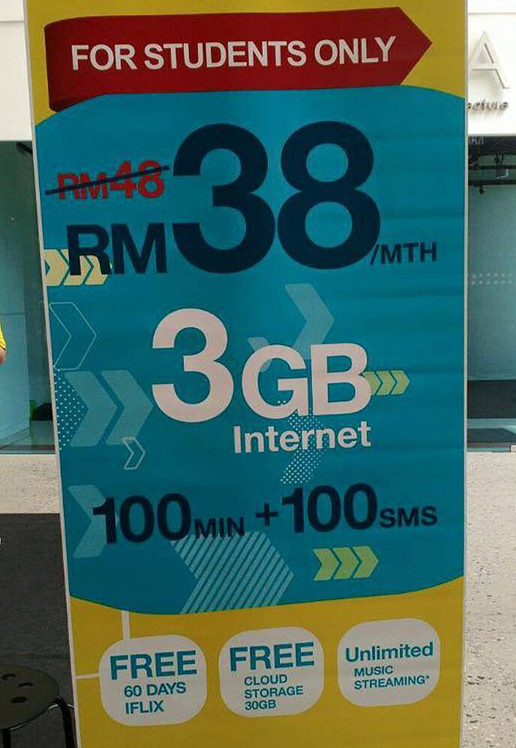 FOR STUDENTS ONLY
RM48
RM38/MTH
3GB
Internet
100MIN +100SMS
FREE
60 DAYS
IFLIX
FREE
CLOUD
STORAGE
30GB
Unlimited
MUSIC
STREAMING*
A